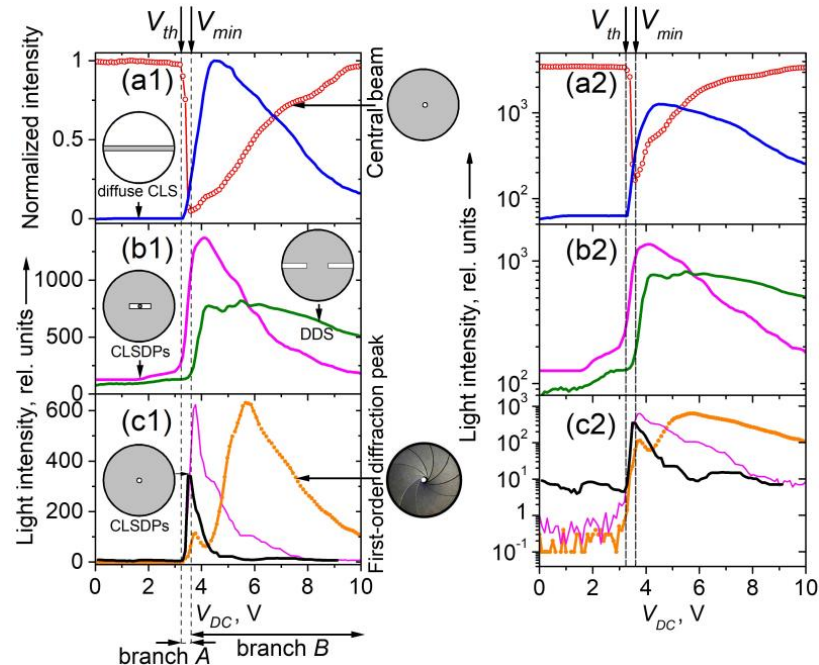 V_th V_min V_th V_min
(a1) (a2)
1
0.5
0
Normalized intensity
diffuse CLS
Central beam
10^3
10^2
(b1) (b2)
1000
500
0
CLSDPs
DDS
10^3
10^2
Light intensity, rel. units
Light intensity, rel. units
(c1) (c2)
600
400
200
0
CLSDPs
First-order diffraction peak
10^3
10^2
10^1
1
10^-1
0 2 4 6 8 10
V_DC, V
0 2 4 6 8 10
V_DC, V
branch A branch B